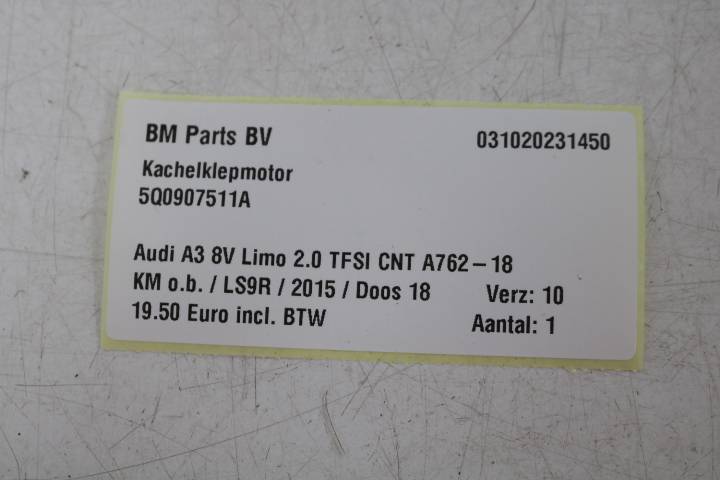 BM Parts BV 031020231450
Kachelklepmotor
5Q0907511A
Audi A3 8V Limo 2.0 TFSI CNT A762-18
KM o.b. / LS9R / 2015 / Doos 18 Verz: 10
19.50 Euro incl. BTW Aantal: 1